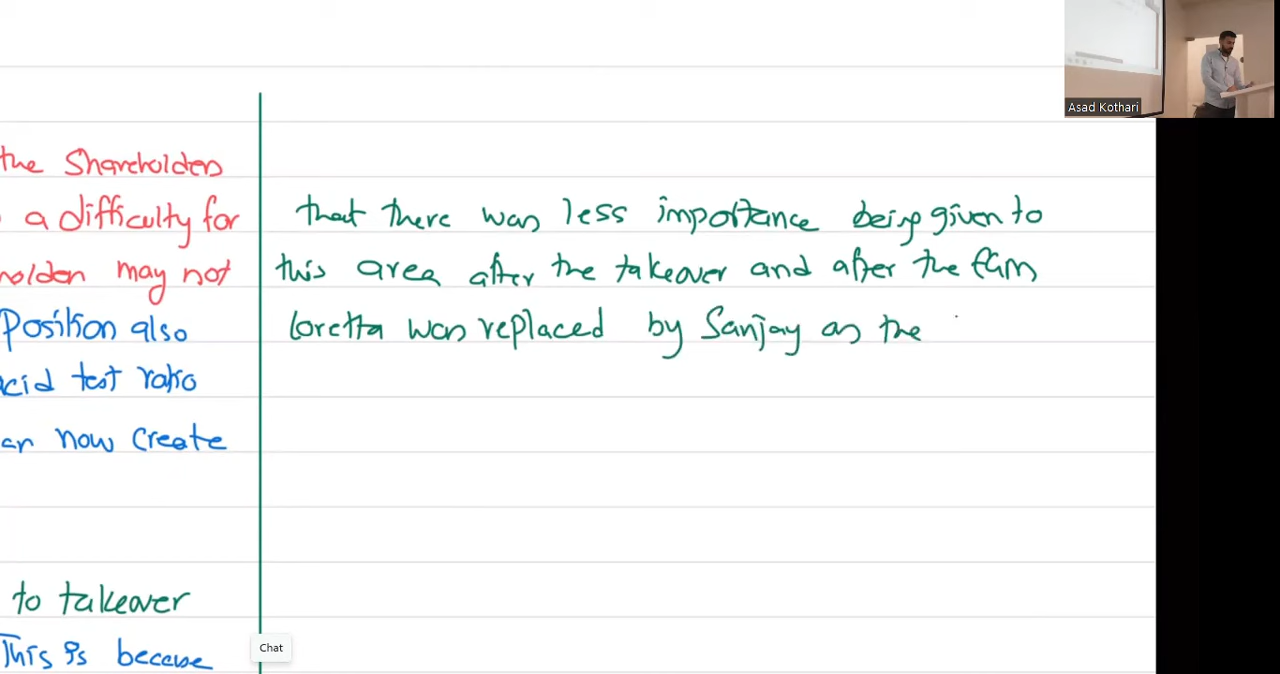 Asad Kothari
the Shareholders
a difficulty for
holder may not
Position also
acid test ratio
an now create
to takeover
This is because
that there was less importance being given to
this area after the takeover and after the
Loretta was replaced by Sanjay as the
Chat